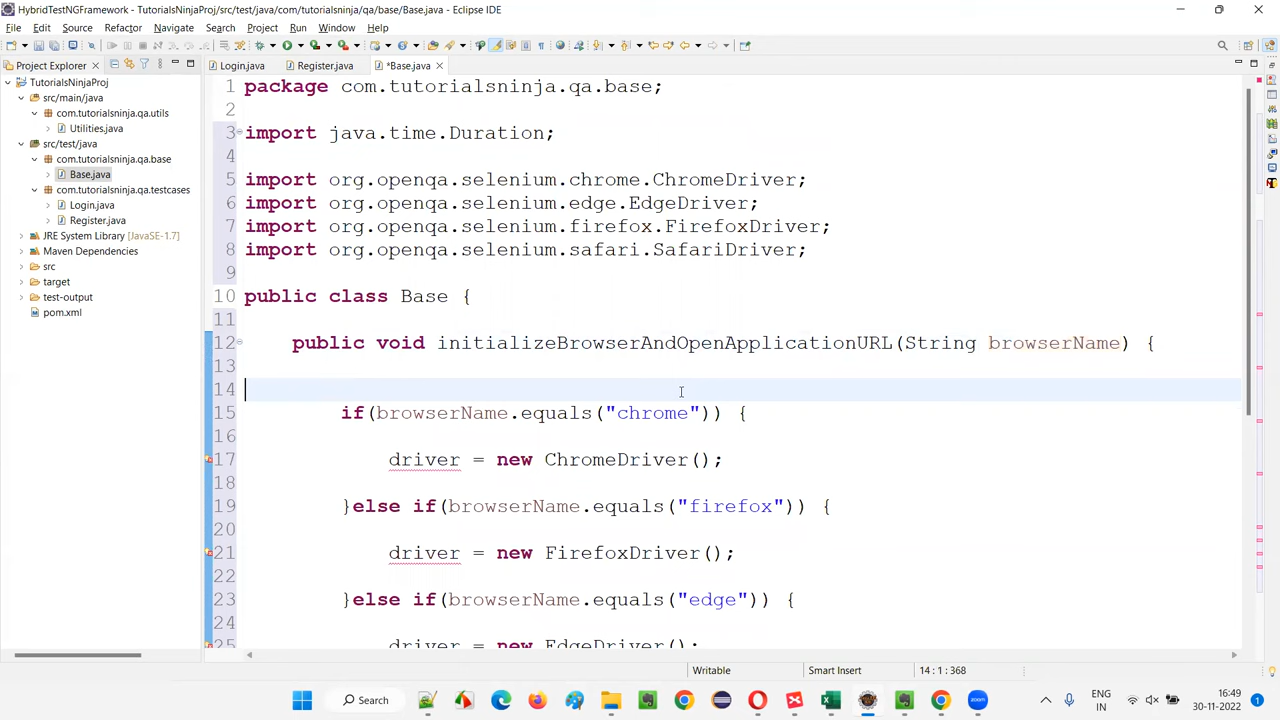 HybridTestNGFramework - TutorialsNinjaProj/src/test/java/com/tutorialsninja/qa/base/Base.java - Eclipse IDE
File Edit Source Refactor Navigate Search Project Run Window Help
Project Explorer
TutorialsNinjaProj
src/main/java
com.tutorialsninja.qa.utils
Utilities.java
src/test/java
com.tutorialsninja.qa.base
Base.java
com.tutorialsninja.qa.testcases
Login.java
Register.java
JRE System Library [JavaSE-1.7]
Maven Dependencies
src
target
test-output
pom.xml
Login.java Register.java *Base.java
1 package com.tutorialsninja.qa.base;
2
3 import java.time.Duration;
4
5 import org.openqa.selenium.chrome.ChromeDriver;
6 import org.openqa.selenium.edge.EdgeDriver;
7 import org.openqa.selenium.firefox.FirefoxDriver;
8 import org.openqa.selenium.safari.SafariDriver;
9
10 public class Base {
11
12 public void initializeBrowserAndOpenApplicationURL(String browserName) {
13
14
15 if(browserName.equals("chrome")) {
16
17 driver = new ChromeDriver();
18
19 }else if(browserName.equals("firefox")) {
20
21 driver = new FirefoxDriver();
22
23 }else if(browserName.equals("edge")) {
24
25 driver = new EdgeDriver();
Writable Smart Insert 14 : 1 : 368
Search
ENG
IN
16:49
30-11-2022
zoom